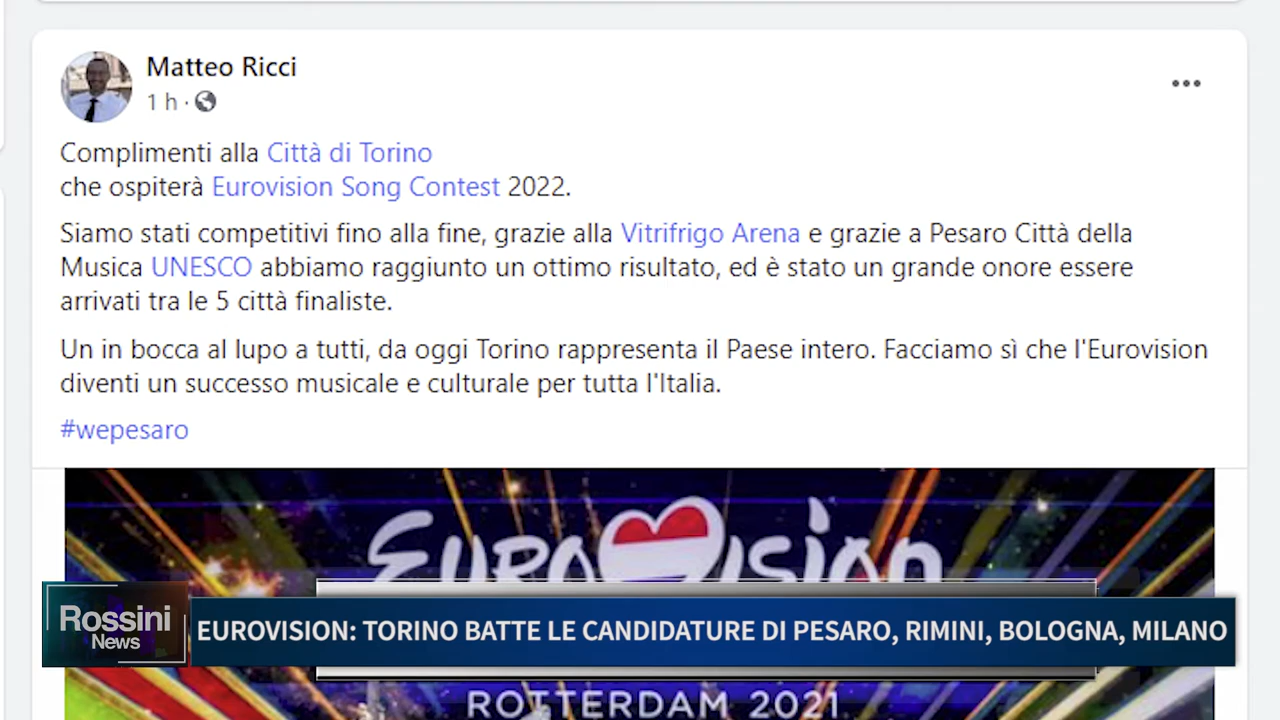 Matteo Ricci
1 h ·
Complimenti alla Città di Torino
che ospiterà Eurovision Song Contest 2022.
Siamo stati competitivi fino alla fine, grazie alla Vitrifrigo Arena e grazie a Pesaro Città della
Musica UNESCO abbiamo raggiunto un ottimo risultato, ed è stato un grande onore essere
arrivati tra le 5 città finaliste.
Un in bocca al lupo a tutti, da oggi Torino rappresenta il Paese intero. Facciamo sì che l'Eurovision
diventi un successo musicale e culturale per tutta l'Italia.
#wepesaro
EUROVISION
Rossini
News
EUROVISION: TORINO BATTE LE CANDIDATURE DI PESARO, RIMINI, BOLOGNA, MILANO
ROTTERDAM 2021